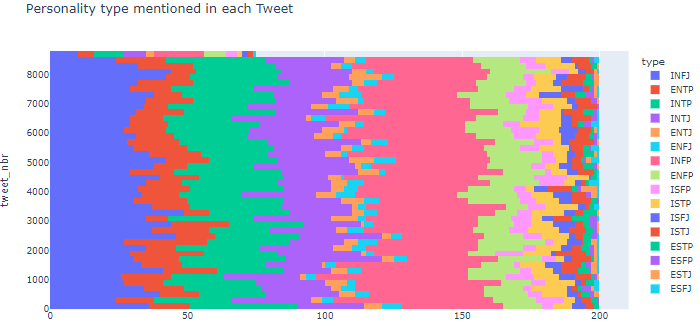 Personality type mentioned in each Tweet
type
INFJ
ENTP
INTP
INTJ
ENTJ
ENFJ
INFP
ENFP
ISFP
ISTP
ISFJ
ISTJ
ESTP
ESFP
ESTJ
ESFJ
tweet_nbr
8000
7000
6000
5000
4000
3000
2000
1000
0
0 50 100 150 200